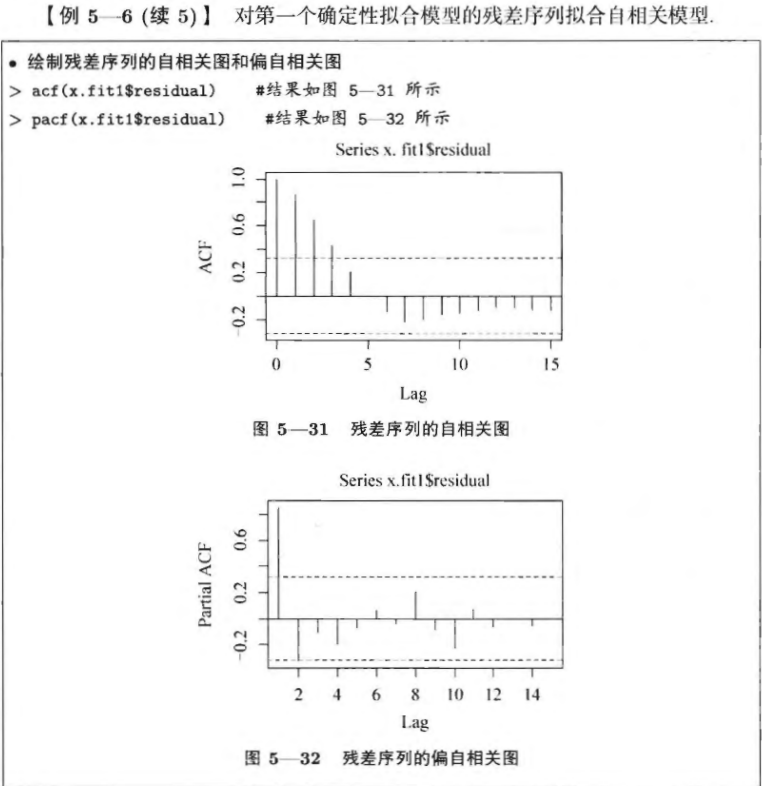 【例 5—6 (续 5)】 对第一个确定性拟合模型的残差序列拟合自相关模型.
• 绘制残差序列的自相关图和偏自相关图
> acf(x.fit1$residual) #结果如图 5—31 所示
> pacf(x.fit1$residual) #结果如图 5—32 所示
Series x. fit1$residual
ACF
1.0
0.6
0.2
-0.2
0 5 10 15
Lag
图 5—31 残差序列的自相关图
Series x.fit1$residual
Partial ACF
0.6
0.2
-0.2
2 4 6 8 10 12 14
Lag
图 5—32 残差序列的偏自相关图